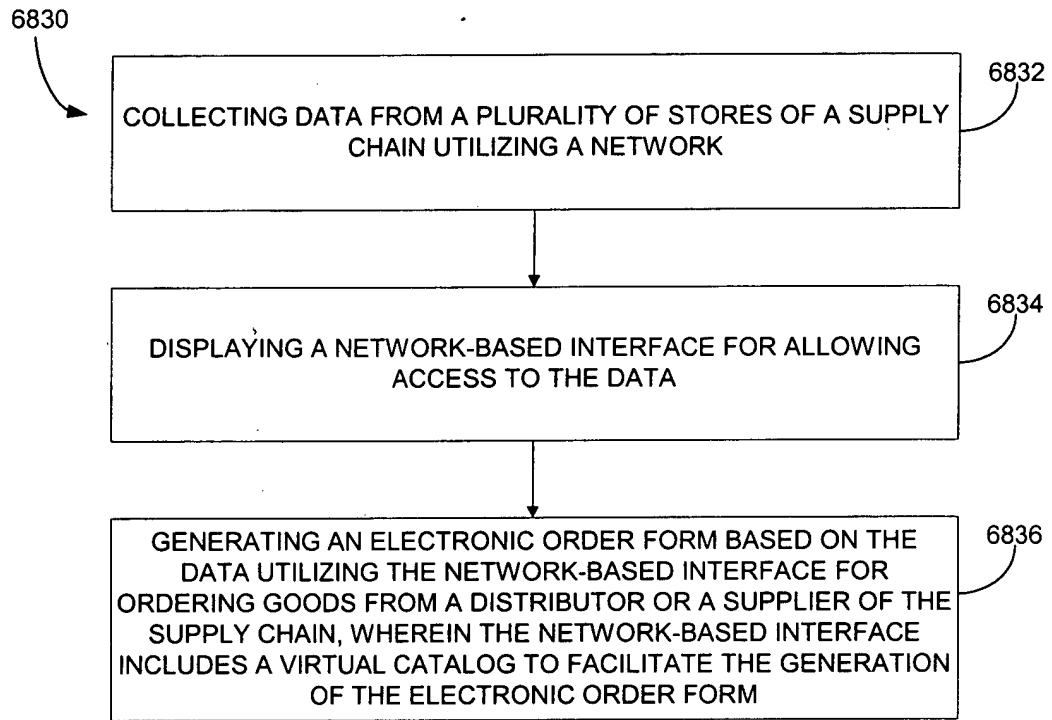 6830
6832
COLLECTING DATA FROM A PLURALITY OF STORES OF A SUPPLY
CHAIN UTILIZING A NETWORK
6834
DISPLAYING A NETWORK-BASED INTERFACE FOR ALLOWING
ACCESS TO THE DATA
6836
GENERATING AN ELECTRONIC ORDER FORM BASED ON THE
DATA UTILIZING THE NETWORK-BASED INTERFACE FOR
ORDERING GOODS FROM A DISTRIBUTOR OR A SUPPLIER OF THE
SUPPLY CHAIN, WHEREIN THE NETWORK-BASED INTERFACE
INCLUDES A VIRTUAL CATALOG TO FACILITATE THE GENERATION
OF THE ELECTRONIC ORDER FORM